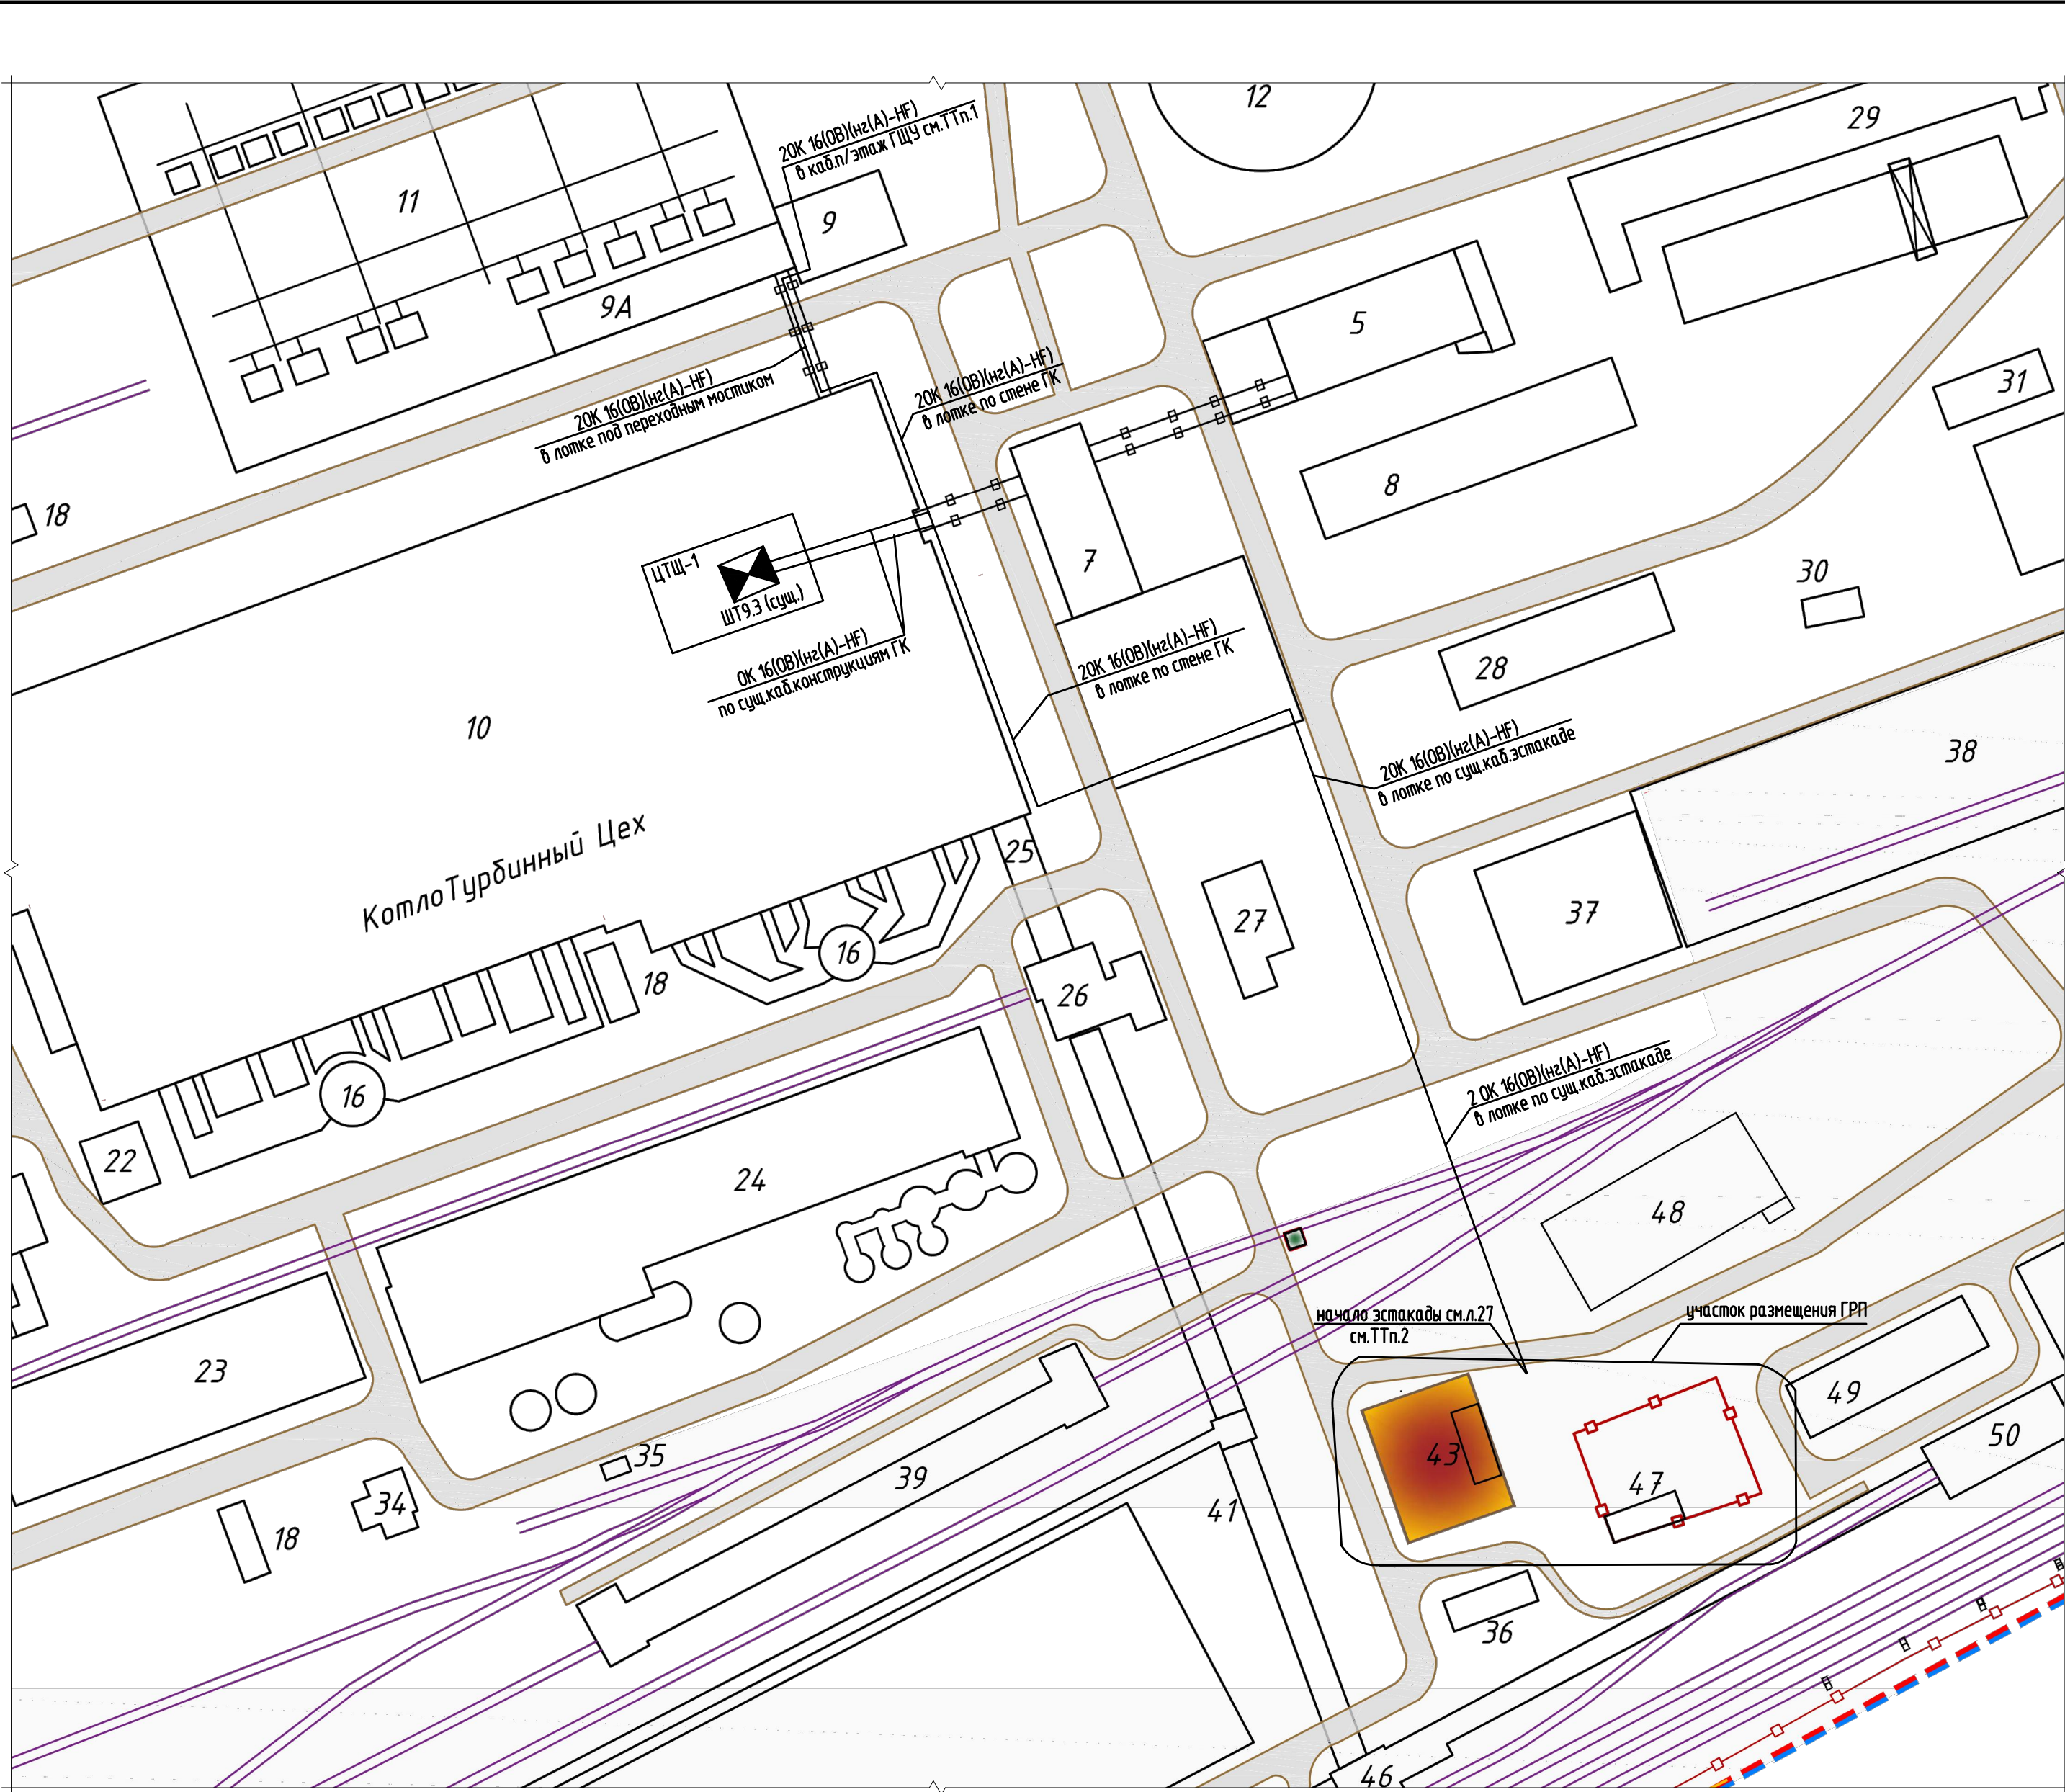 12
29
20К 16(ОВ)(нг(А)-HF)
в каб.п/этаж ГЩУ см.ТТп.1
11
9
9А
5
31
20К 16(ОВ)(нг(А)-HF)
в лотке под переходным мостиком
20К 16(ОВ)(нг(А)-HF)
в лотке по стене ГК
8
18
7
ЦТЩ-1
ШТ9.3 (сущ.)
30
28
0К 16(ОВ)(нг(А)-HF)
по сущ.каб.конструкциям ГК
20К 16(ОВ)(нг(А)-HF)
в лотке по стене ГК
10
20К 16(ОВ)(нг(А)-HF)
в лотке по сущ.каб.эстакаде
38
КотлоТурбинный Цех
25
27
37
16
18
26
16
2 0К 16(ОВ)(нг(А)-HF)
в лотке по сущ.каб.эстакаде
22
24
48
начало эстакады см.л.27
см.ТТп.2
участок размещения ГРП
23
49
43
50
35
39
47
34
41
18
36
46